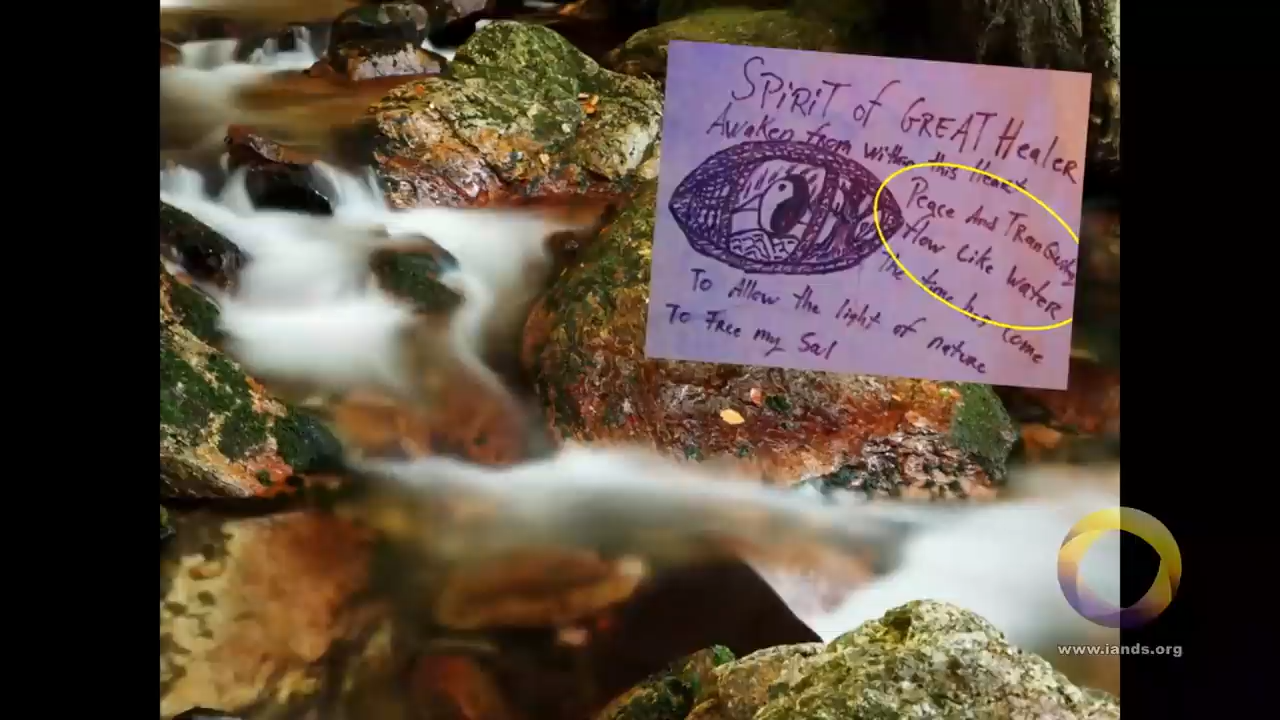 SPiRiT of GREAT Healer
Awaken from within this Heart
Peace And TranQuility
flow Like WaTER
The time has come
To Allow the light of nature
To Free my Soul
www.iands.org